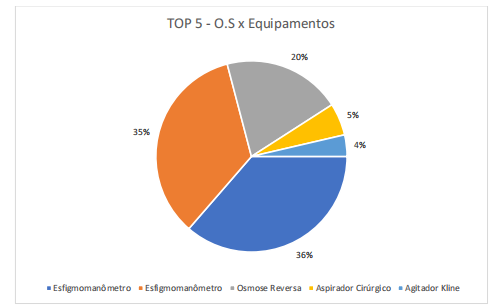 TOP 5 - O.S x Equipamentos
20%
5%
35%
4%
36%
Esfigmomanômetro Esfigmomanômetro Osmose Reversa Aspirador Cirúrgico Agitador Kline